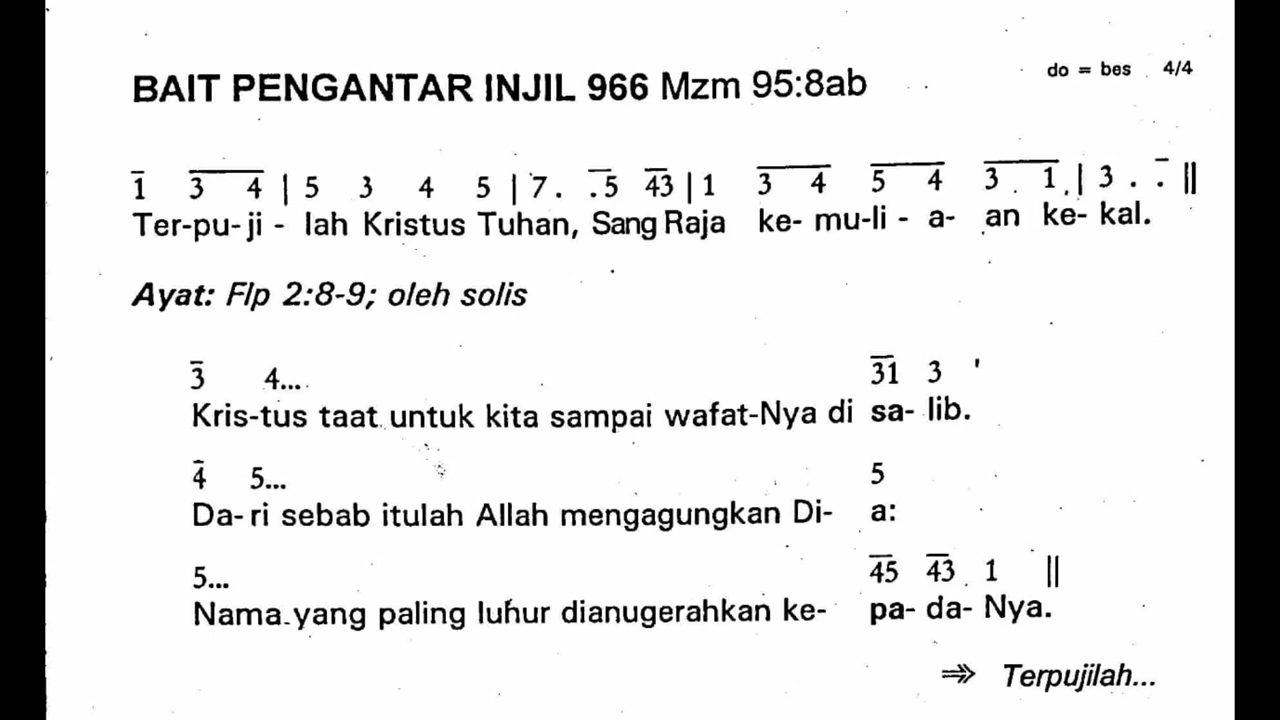 BAIT PENGANTAR INJIL 966 Mzm 95:8ab
do = bes 4/4
1 3 4 | 5 3 4 5 | 7 . . 5 43 | 1 3 4 5 4 3 1 | 3 . . ||
Ter-pu-ji - lah Kristus Tuhan, Sang Raja ke- mu-li - a- an ke- kal.
Ayat: Flp 2:8-9; oleh solis
3 4... 31 3 '
Kris-tus taat untuk kita sampai wafat-Nya di sa- lib.
4 5... 5
Da- ri sebab itulah Allah mengagungkan Di- a:
5... 45 43 1 ||
Nama yang paling luhur dianugerahkan ke- pa- da- Nya.
⇒ Terpujilah...